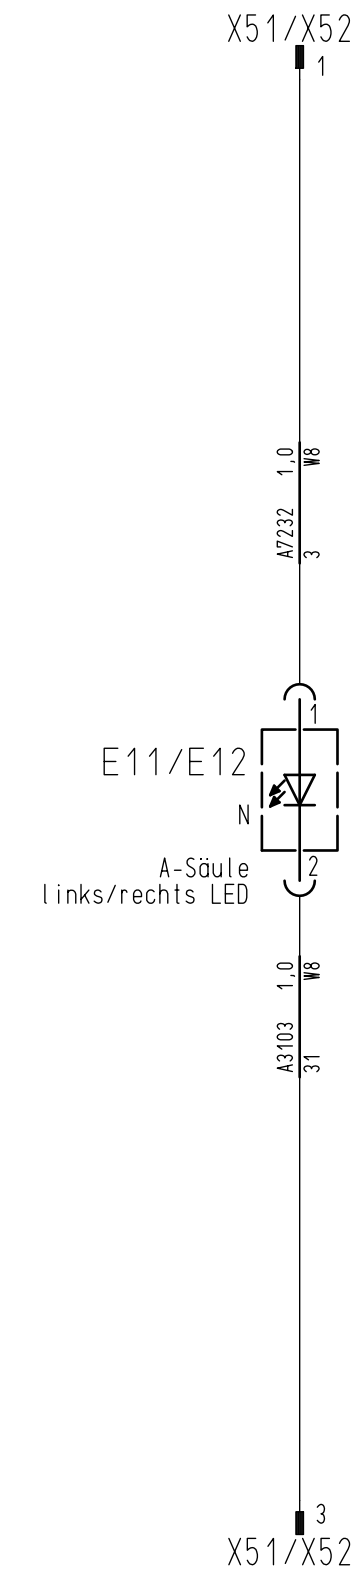 X51/X52
1
1,0
W8
A7232
3
1
E11/E12
N
2
A-Säule
links/rechts LED
1,0
W8
A3103
31
3
X51/X52